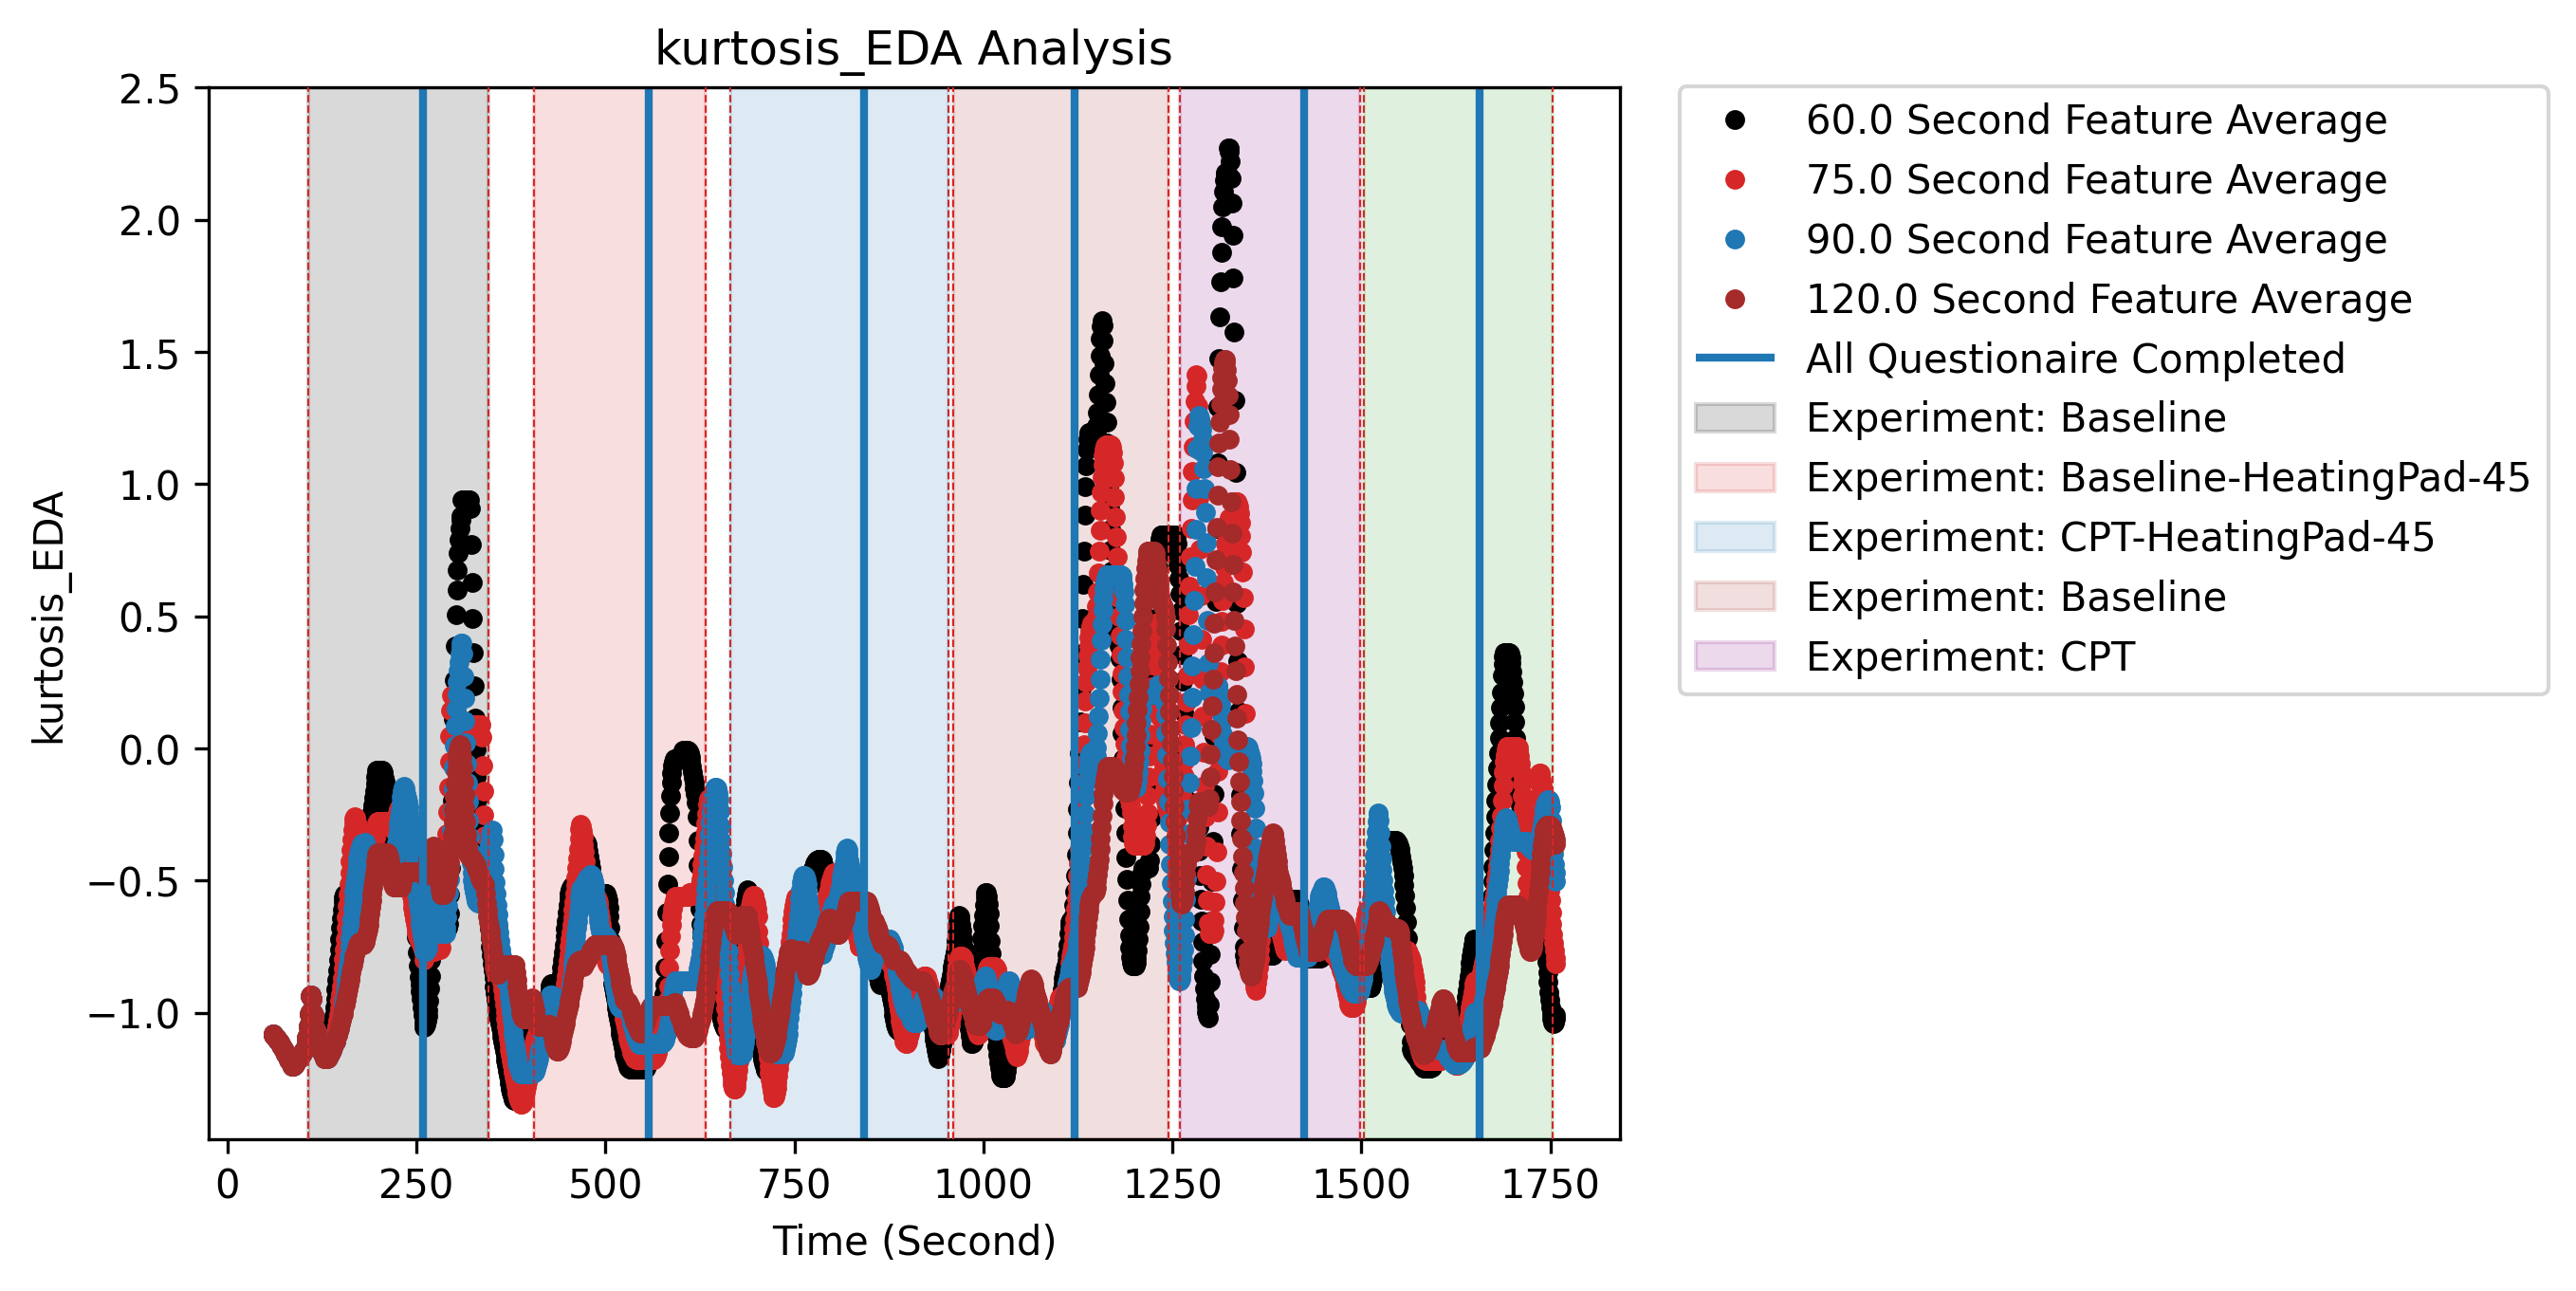 kurtosis_EDA Analysis
2.5
2.0
1.5
1.0
0.5
0.0
−0.5
−1.0
kurtosis_EDA
0 250 500 750 1000 1250 1500 1750
Time (Second)
60.0 Second Feature Average
75.0 Second Feature Average
90.0 Second Feature Average
120.0 Second Feature Average
All Questionaire Completed
Experiment: Baseline
Experiment: Baseline-HeatingPad-45
Experiment: CPT-HeatingPad-45
Experiment: Baseline
Experiment: CPT